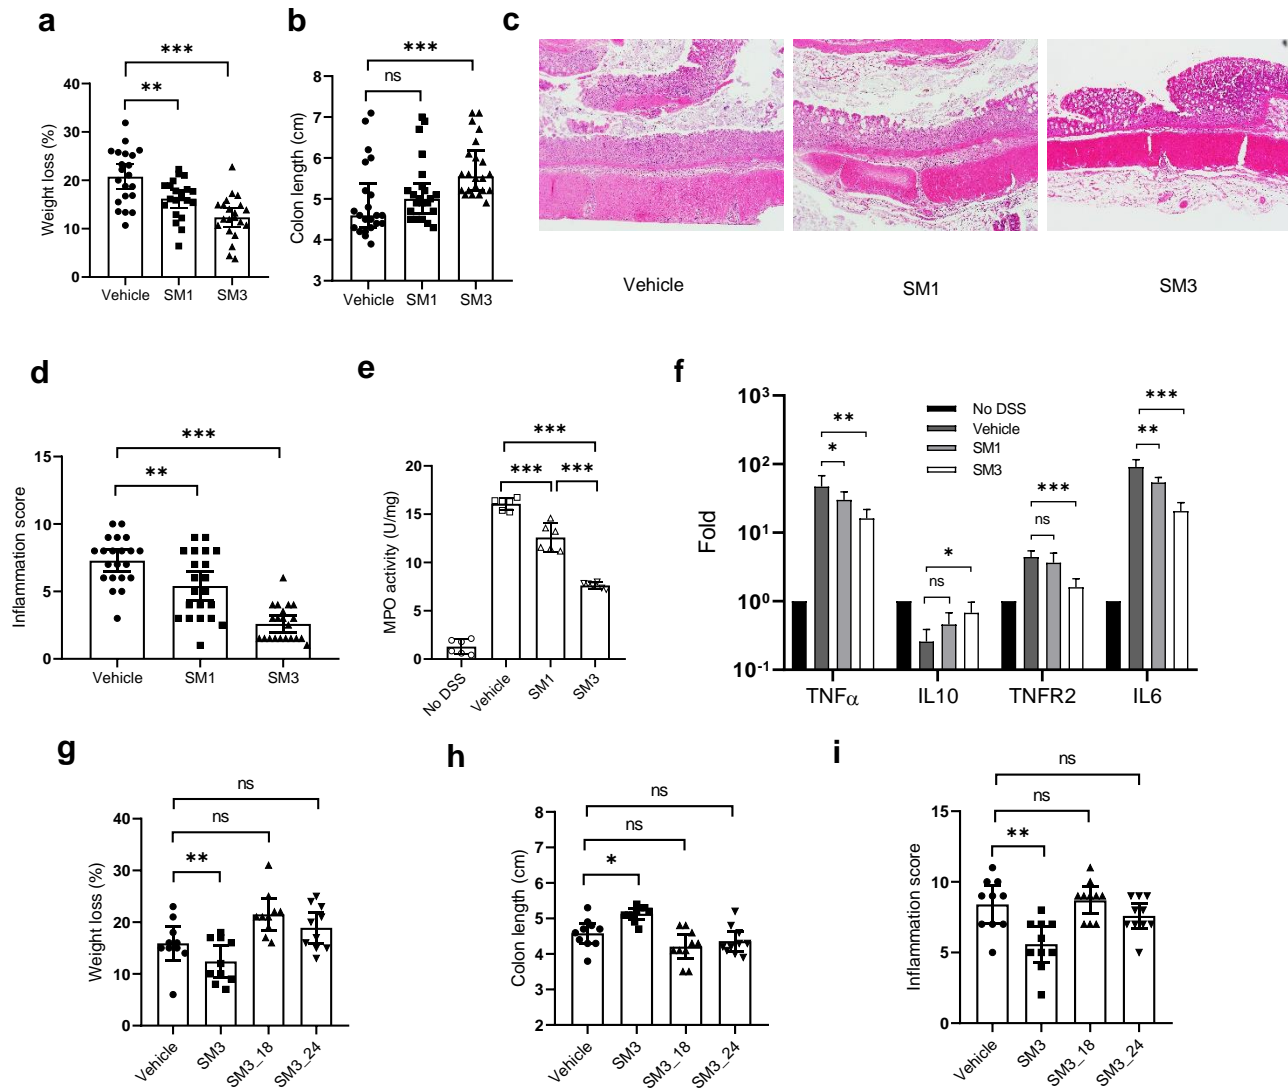 a
***
**
40
30
20
10
0
Weight loss (%)
Vehicle
SM1
SM3
b
***
ns
8
7
6
5
4
3
Colon length (cm)
Vehicle
SM1
SM3
c
Vehicle
SM1
SM3
d
***
**
15
10
5
0
Inflammation score
Vehicle
SM1
SM3
e
***
*** ***
20
15
10
5
0
MPO activity (U/mg)
No DSS
Vehicle
SM1
SM3
f
10³
10²
10¹
10⁰
10⁻¹
Fold
No DSS
Vehicle
SM1
SM3
**
*
*
ns
***
ns
***
**
TNFα
IL10
TNFR2
IL6
g
ns
ns
**
40
30
20
10
0
Weight loss (%)
Vehicle
SM3
SM3_18
SM3_24
h
ns
ns
*
8
7
6
5
4
3
2
Colon length (cm)
Vehicle
SM3
SM3_18
SM3_24
i
ns
ns
**
15
10
5
0
Inflammation score
Vehicle
SM3
SM3_18
SM3_24